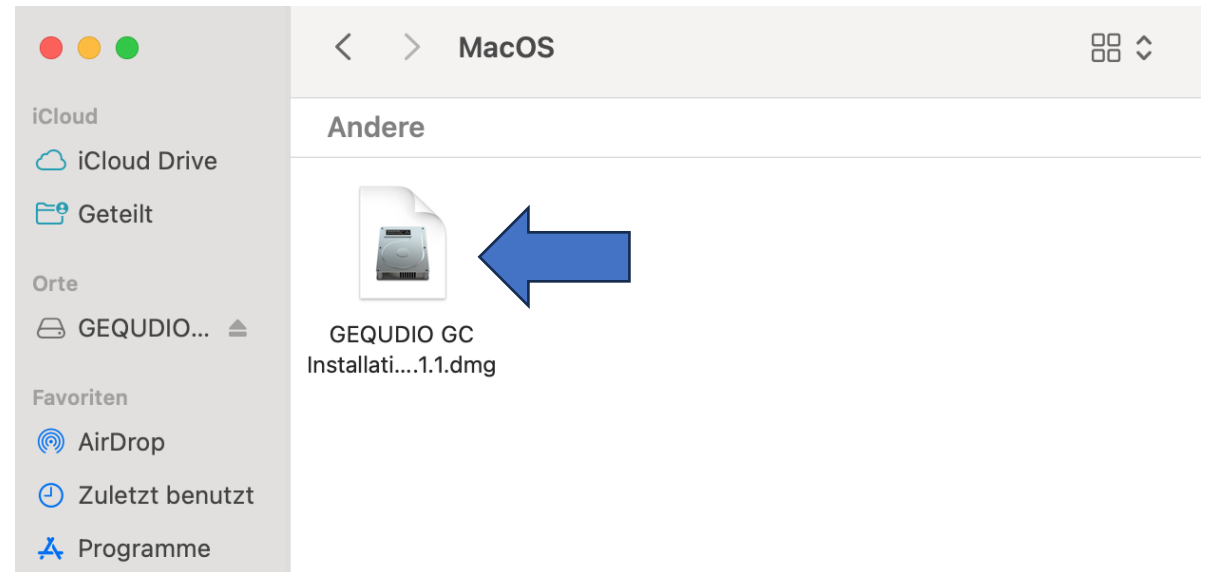 MacOS
iCloud
iCloud Drive
Geteilt
Orte
GEQUDIO...
Favoriten
AirDrop
Zuletzt benutzt
Programme
Andere
GEQUDIO GC
Installati....1.1.dmg